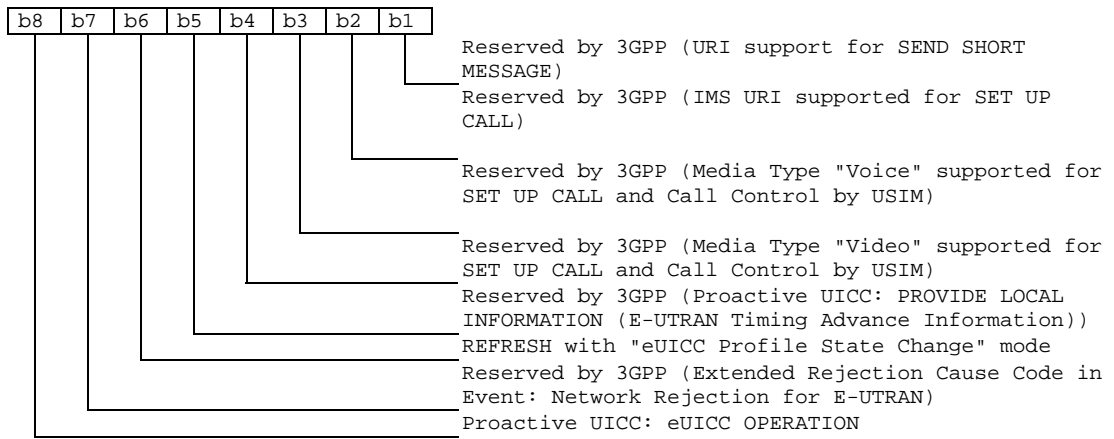 b8 b7 b6 b5 b4 b3 b2 b1
Reserved by 3GPP (URI support for SEND SHORT
MESSAGE)
Reserved by 3GPP (IMS URI supported for SET UP
CALL)
Reserved by 3GPP (Media Type "Voice" supported for
SET UP CALL and Call Control by USIM)
Reserved by 3GPP (Media Type "Video" supported for
SET UP CALL and Call Control by USIM)
Reserved by 3GPP (Proactive UICC: PROVIDE LOCAL
INFORMATION (E-UTRAN Timing Advance Information))
REFRESH with "eUICC Profile State Change" mode
Reserved by 3GPP (Extended Rejection Cause Code in
Event: Network Rejection for E-UTRAN)
Proactive UICC: eUICC OPERATION